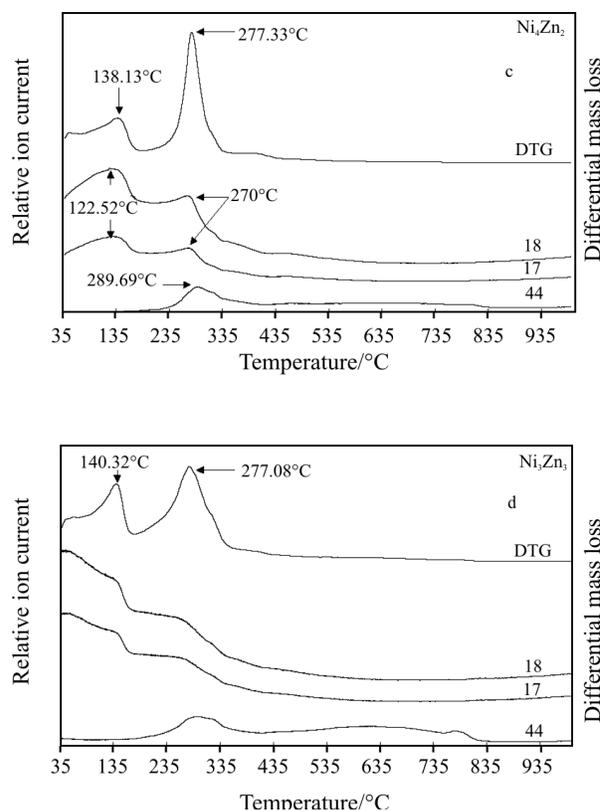 Ni₄Zn₂
277.33°C
c
138.13°C
DTG
270°C
122.52°C
18
17
289.69°C
44
Relative ion current
Differential mass loss
35 135 235 335 435 535 635 735 835 935
Temperature/°C
140.32°C
Ni₃Zn₃
277.08°C
d
DTG
18
17
44
Relative ion current
Differential mass loss
35 135 235 335 435 535 635 735 835 935
Temperature/°C